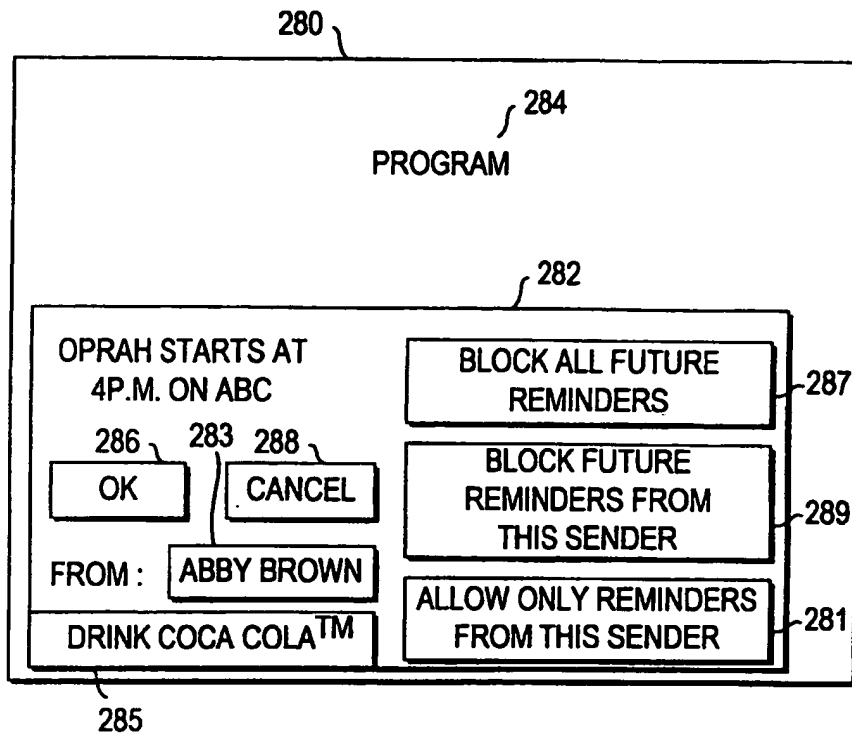 280
284
PROGRAM
282
OPRAH STARTS AT
4P.M. ON ABC
286
283
288
OK
CANCEL
FROM :
ABBY BROWN
DRINK COCA COLA™
285
BLOCK ALL FUTURE
REMINDERS
287
BLOCK FUTURE
REMINDERS FROM
THIS SENDER
289
ALLOW ONLY REMINDERS
FROM THIS SENDER
281